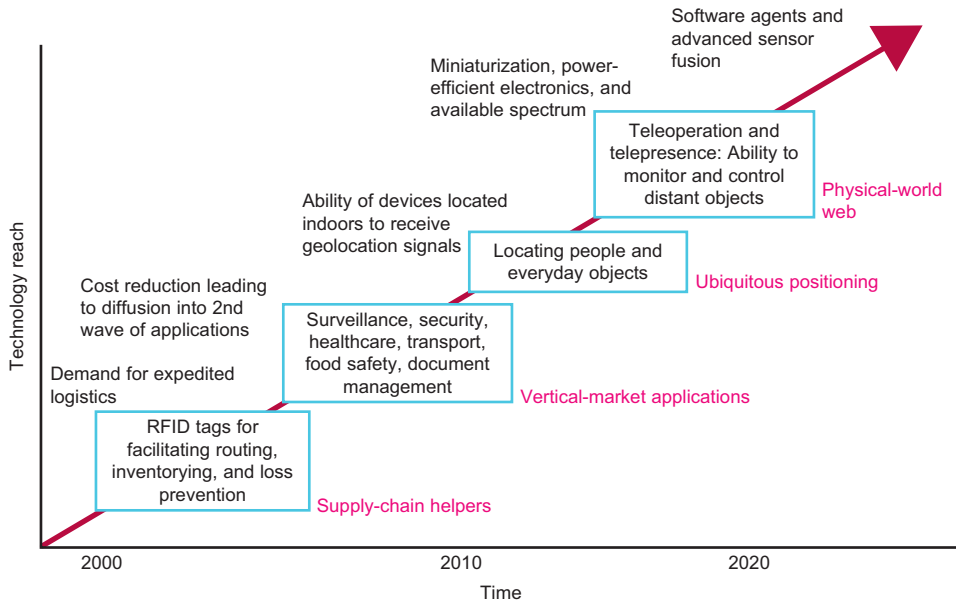 Software agents and
advanced sensor
fusion
Miniaturization, power-
efficient electronics, and
available spectrum
Teleoperation and
telepresence: Ability to
monitor and control
distant objects
Physical-world
web
Ability of devices located
indoors to receive
geolocation signals
Locating people and
everyday objects
Ubiquitous positioning
Cost reduction leading
to diffusion into 2nd
wave of applications
Surveillance, security,
healthcare, transport,
food safety, document
management
Vertical-market applications
Demand for expedited
logistics
RFID tags for
facilitating routing,
inventorying, and loss
prevention
Supply-chain helpers
Technology reach
2000
2010
2020
Time